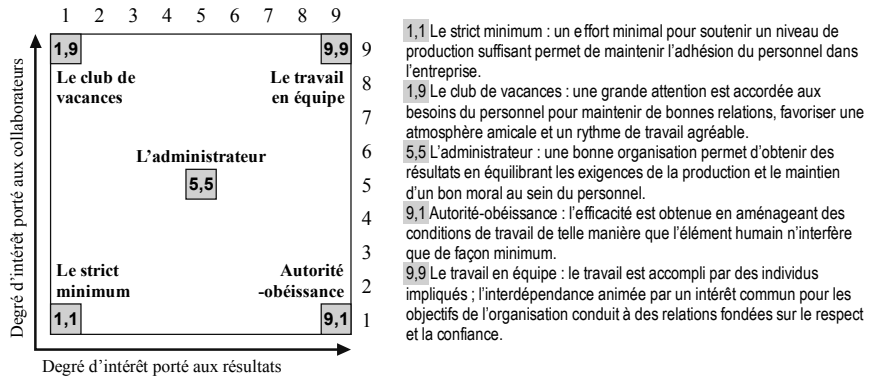 1 2 3 4 5 6 7 8 9
1,9
9,9
9
Le club de
vacances
Le travail
en équipe
8
7
L’administrateur
6
5,5
5
4
3
Le strict
minimum
Autorité
-obéissance
2
1,1
9,1
1
Degré d’intérêt porté aux collaborateurs
Degré d’intérêt porté aux résultats
1,1 Le strict minimum : un effort minimal pour soutenir un niveau de
production suffisant permet de maintenir l’adhésion du personnel dans
l’entreprise.
1,9 Le club de vacances : une grande attention est accordée aux
besoins du personnel pour maintenir de bonnes relations, favoriser une
atmosphère amicale et un rythme de travail agréable.
5,5 L’administrateur : une bonne organisation permet d’obtenir des
résultats en équilibrant les exigences de la production et le maintien
d’un bon moral au sein du personnel.
9,1 Autorité-obéissance : l’efficacité est obtenue en aménageant des
conditions de travail de telle manière que l’élément humain n’interfère
que de façon minimum.
9,9 Le travail en équipe : le travail est accompli par des individus
impliqués ; l’interdépendance animée par un intérêt commun pour les
objectifs de l’organisation conduit à des relations fondées sur le respect
et la confiance.